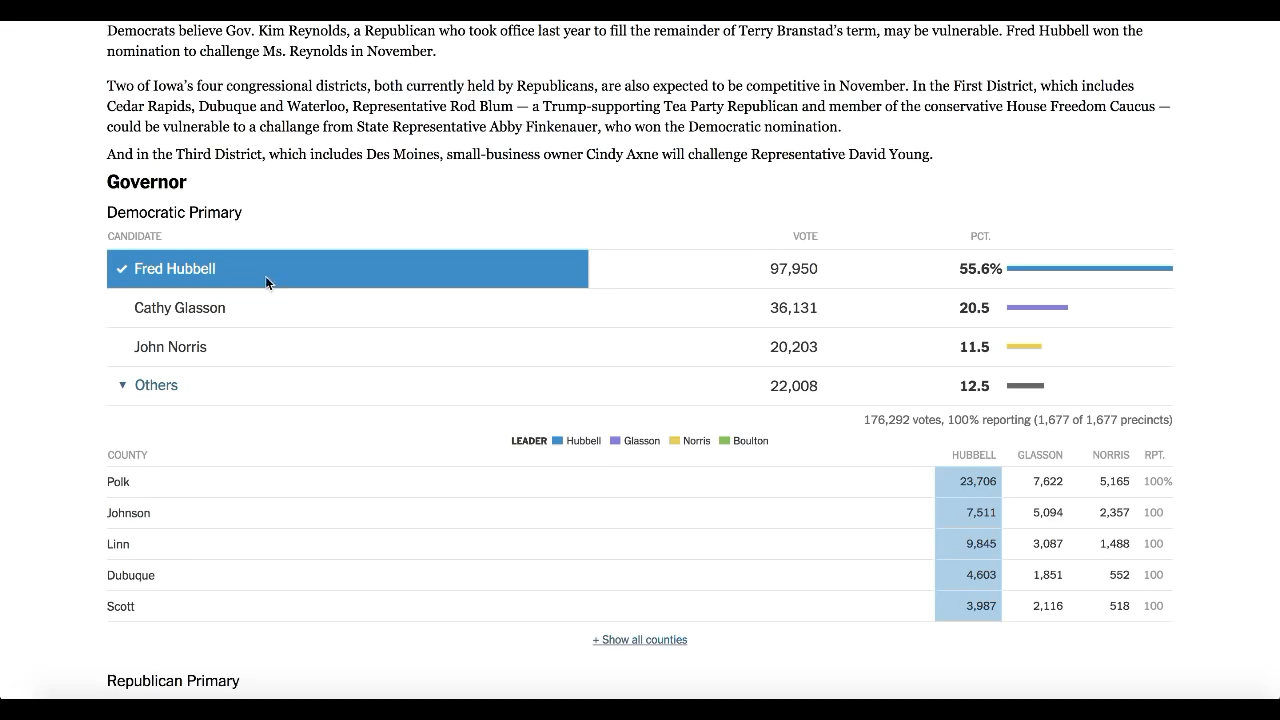 Democrats believe Gov. Kim Reynolds, a Republican who took office last year to fill the remainder of Terry Branstad’s term, may be vulnerable. Fred Hubbell won the
nomination to challenge Ms. Reynolds in November.
Two of Iowa’s four congressional districts, both currently held by Republicans, are also expected to be competitive in November. In the First District, which includes
Cedar Rapids, Dubuque and Waterloo, Representative Rod Blum — a Trump-supporting Tea Party Republican and member of the conservative House Freedom Caucus —
could be vulnerable to a challange from State Representative Abby Finkenauer, who won the Democratic nomination.
And in the Third District, which includes Des Moines, small-business owner Cindy Axne will challenge Representative David Young.
Governor
Democratic Primary
CANDIDATE VOTE PCT.
✓ Fred Hubbell 97,950 55.6%
Cathy Glasson 36,131 20.5
John Norris 20,203 11.5
▼ Others 22,008 12.5
176,292 votes, 100% reporting (1,677 of 1,677 precincts)
LEADER Hubbell Glasson Norris Boulton
COUNTY HUBBELL GLASSON NORRIS RPT.
Polk 23,706 7,622 5,165 100%
Johnson 7,511 5,094 2,357 100
Linn 9,845 3,087 1,488 100
Dubuque 4,603 1,851 552 100
Scott 3,987 2,116 518 100
+ Show all counties
Republican Primary